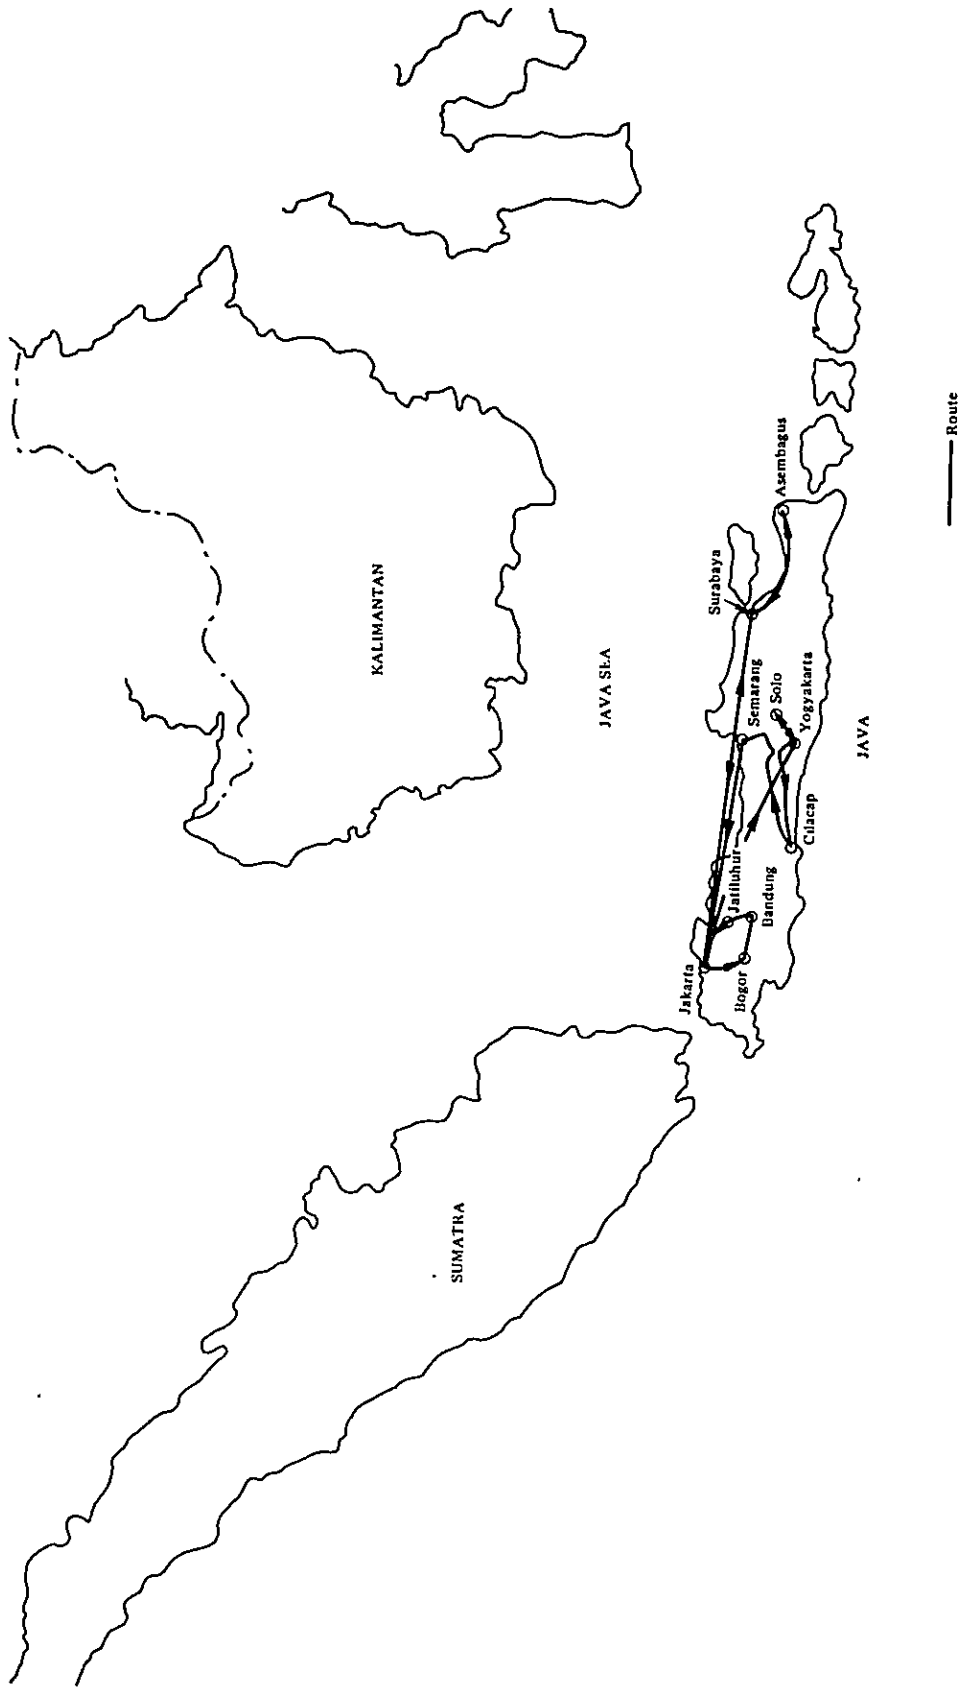 KALIMANTAN
SUMATRA
JAVA SEA
Jakarta
Bogor
Jatiluhur
Bandung
Cilacap
Semarang
Solo
Yogyakarta
Surabaya
Asembagus
JAVA
Route